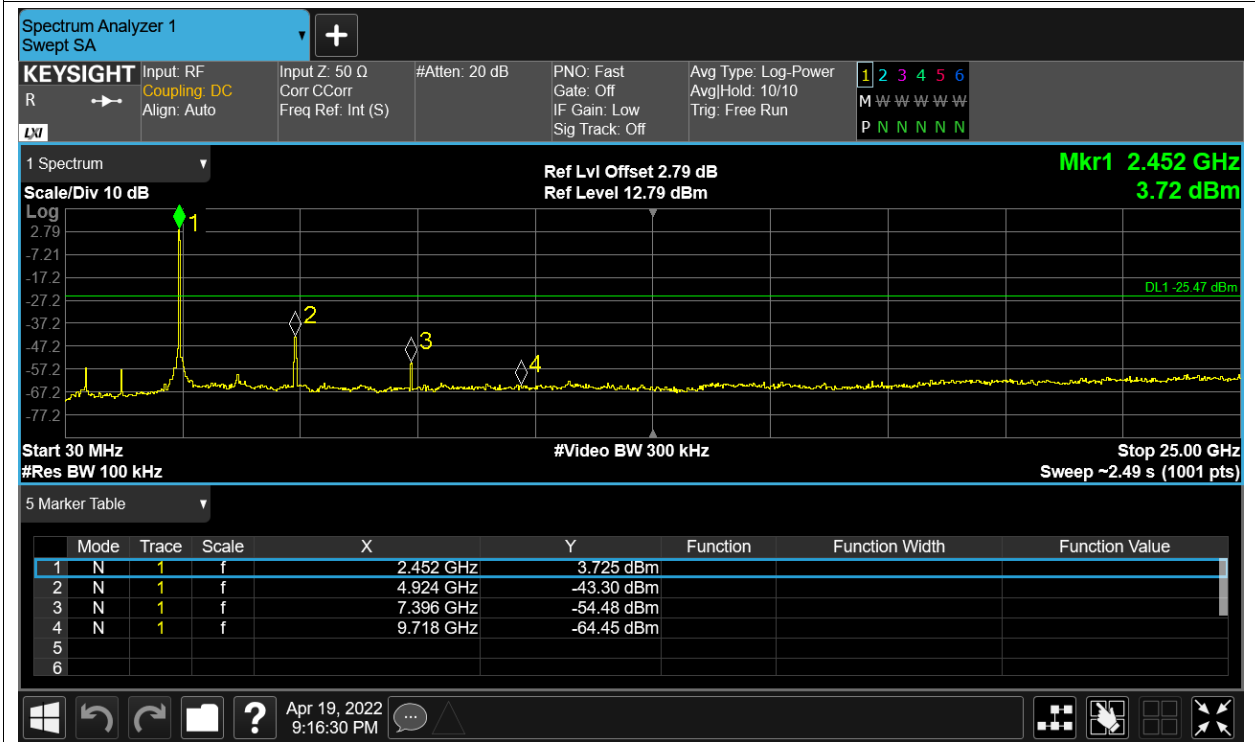 Spectrum Analyzer 1
Swept SA
+
KEYSIGHT
R
LXI
Input: RF
Coupling: DC
Align: Auto
Input Z: 50 Ω
Corr CCorr
Freq Ref: Int (S)
#Atten: 20 dB
PNO: Fast
Gate: Off
IF Gain: Low
Sig Track: Off
Avg Type: Log-Power
Avg|Hold: 10/10
Trig: Free Run
1 2 3 4 5 6
M W W W W W
P N N N N N
1 Spectrum
Scale/Div 10 dB
Ref Lvl Offset 2.79 dB
Ref Level 12.79 dBm
Mkr1 2.452 GHz
3.72 dBm
Log
2.79
-7.21
-17.2
-27.2
-37.2
-47.2
-57.2
-67.2
-77.2
1
2
3
4
DL1 -25.47 dBm
Start 30 MHz
#Video BW 300 kHz
Stop 25.00 GHz
#Res BW 100 kHz
Sweep ~2.49 s (1001 pts)
5 Marker Table
Mode Trace Scale X Y Function Function Width Function Value
1 N 1 f 2.452 GHz 3.725 dBm
2 N 1 f 4.924 GHz -43.30 dBm
3 N 1 f 7.396 GHz -54.48 dBm
4 N 1 f 9.718 GHz -64.45 dBm
5
6
?
Apr 19, 2022
9:16:30 PM
...